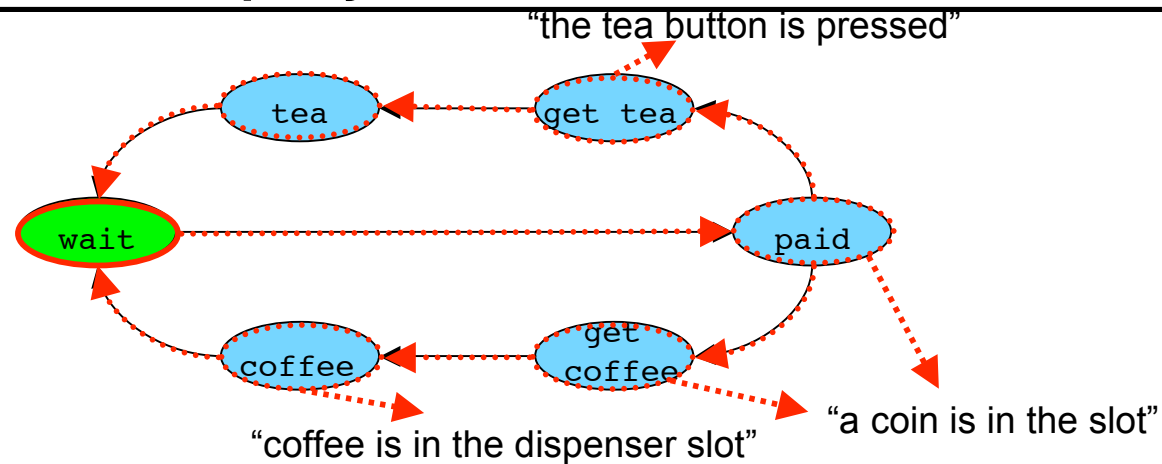 “the tea button is pressed”
tea
get tea
wait
paid
get
coffee
coffee
“a coin is in the slot”
“coffee is in the dispenser slot”